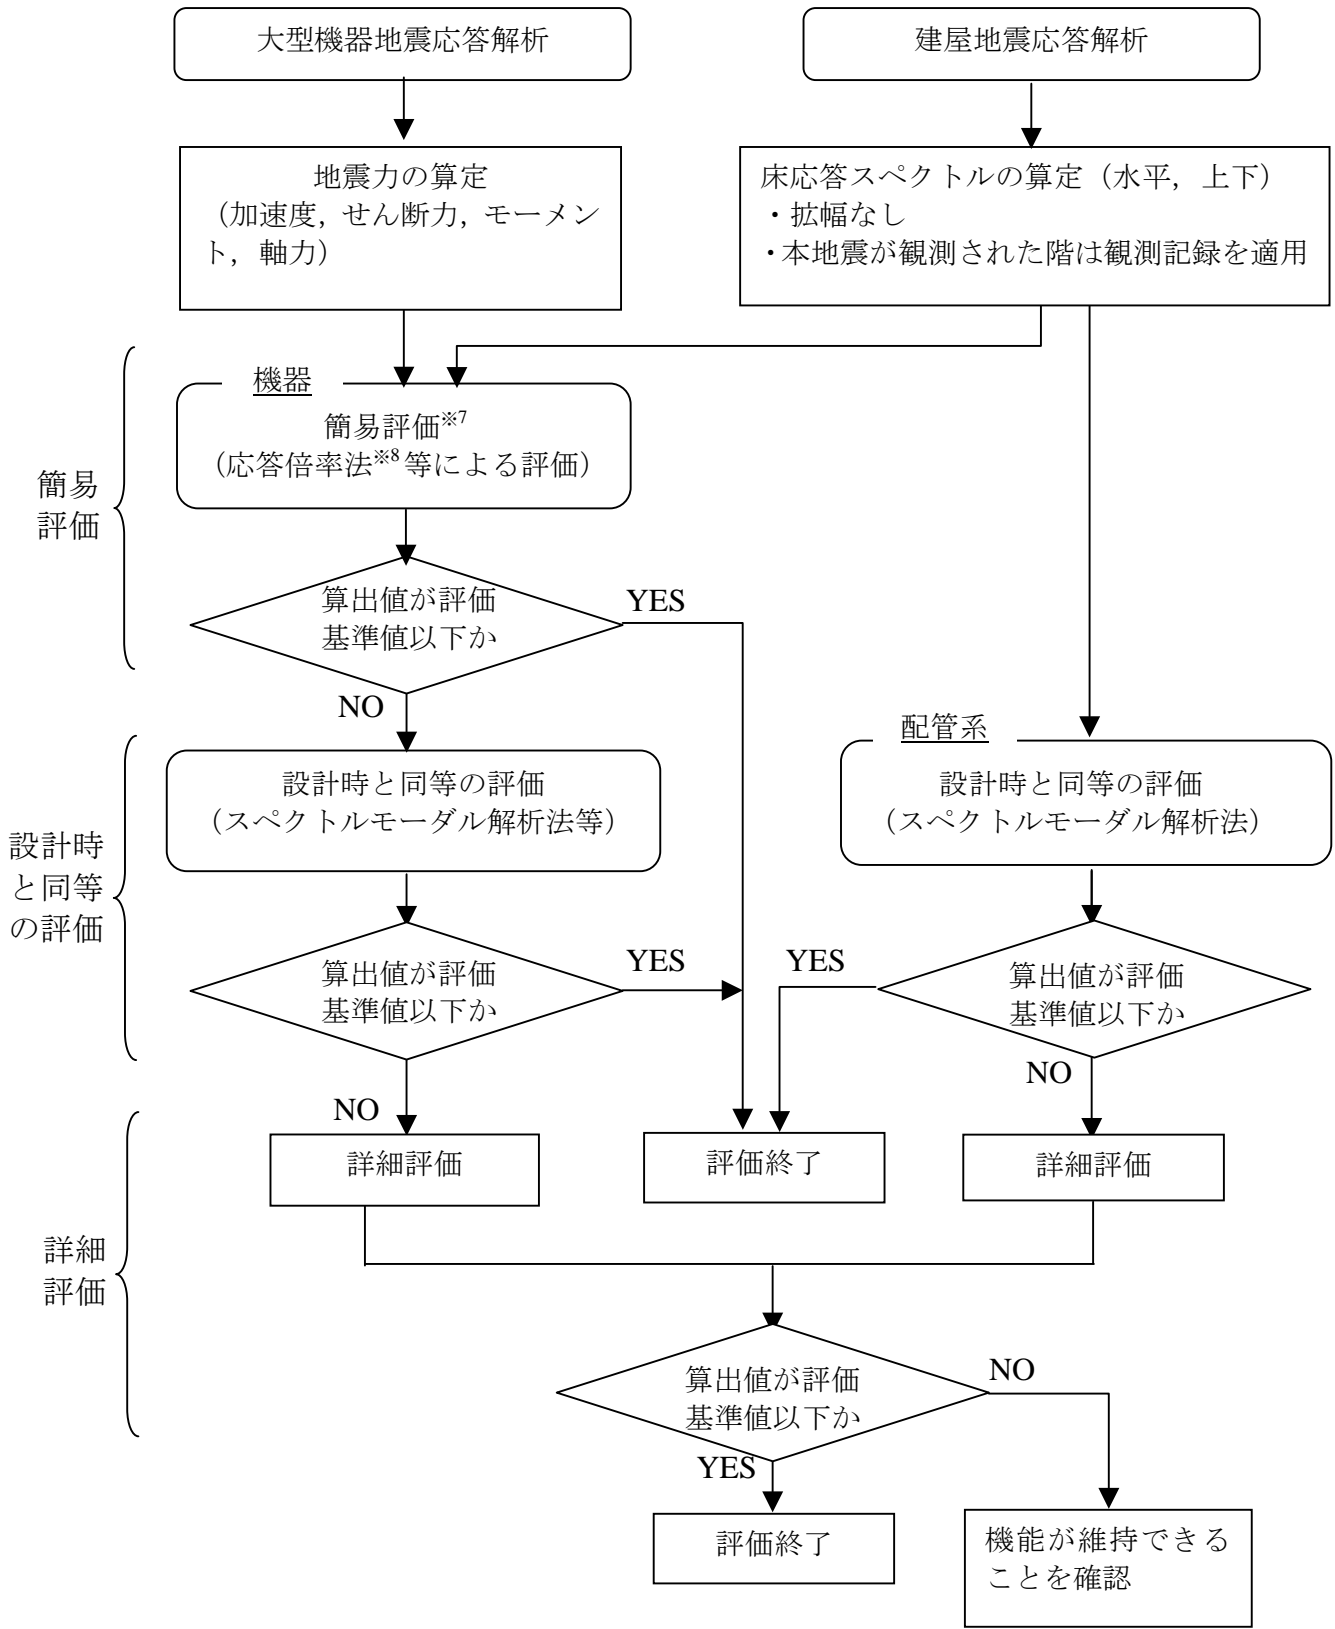 大型機器地震応答解析
建屋地震応答解析
地震力の算定
(加速度,せん断力,モーメン
ト,軸力)
床応答スペクトルの算定(水平,上下)
・拡幅なし
・本地震が観測された階は観測記録を適用
機器
簡易評価※7
(応答倍率法※8等による評価)
簡易
評価
算出値が評価
基準値以下か
YES
NO
配管系
設計時と同等の評価
(スペクトルモーダル解析法等)
設計時と同等の評価
(スペクトルモーダル解析法)
設計時
と同等
の評価
算出値が評価
基準値以下か
YES
YES
算出値が評価
基準値以下か
NO
NO
詳細評価
評価終了
詳細評価
詳細
評価
算出値が評価
基準値以下か
NO
YES
評価終了
機能が維持できる
ことを確認